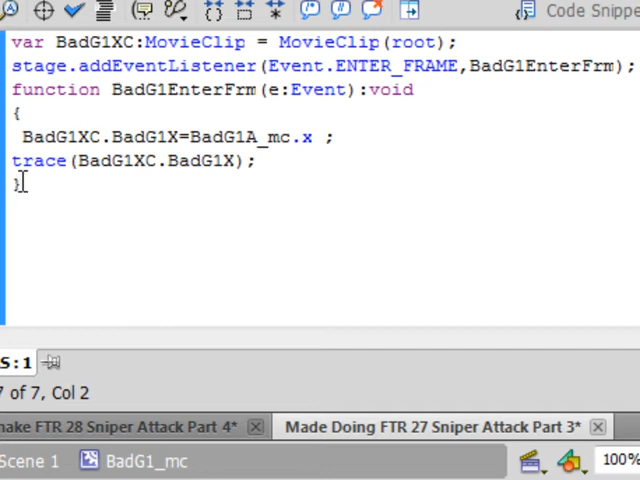 Code Snippe
var BadG1XC:MovieClip = MovieClip(root);
stage.addEventListener(Event.ENTER_FRAME,BadG1EnterFrm);
function BadG1EnterFrm(e:Event):void
{
BadG1XC.BadG1X=BadG1A_mc.x ;
trace(BadG1XC.BadG1X);
}
S:1
7 of 7, Col 2
make FTR 28 Sniper Attack Part 4*
Made Doing FTR 27 Sniper Attack Part 3*
Scene 1
BadG1_mc
100%